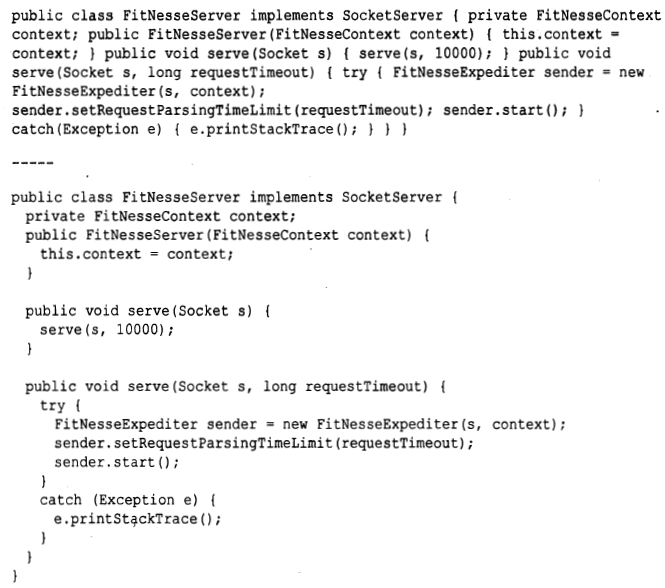 public class FitNesseServer implements SocketServer { private FitNesseContext
context; public FitNesseServer(FitNesseContext context) { this.context =
context; } public void serve(Socket s) { serve(s, 10000); } public void
serve(Socket s, long requestTimeout) { try { FitNesseExpediter sender = new
FitNesseExpediter(s, context);
sender.setRequestParsingTimeLimit(requestTimeout); sender.start(); }
catch(Exception e) { e.printStackTrace(); } } }
-----
public class FitNesseServer implements SocketServer {
  private FitNesseContext context;
  public FitNesseServer(FitNesseContext context) {
    this.context = context;
  }
  public void serve(Socket s) {
    serve(s, 10000);
  }
  public void serve(Socket s, long requestTimeout) {
    try {
      FitNesseExpediter sender = new FitNesseExpediter(s, context);
      sender.setRequestParsingTimeLimit(requestTimeout);
      sender.start();
    }
    catch (Exception e) {
      e.printStackTrace();
    }
  }
}